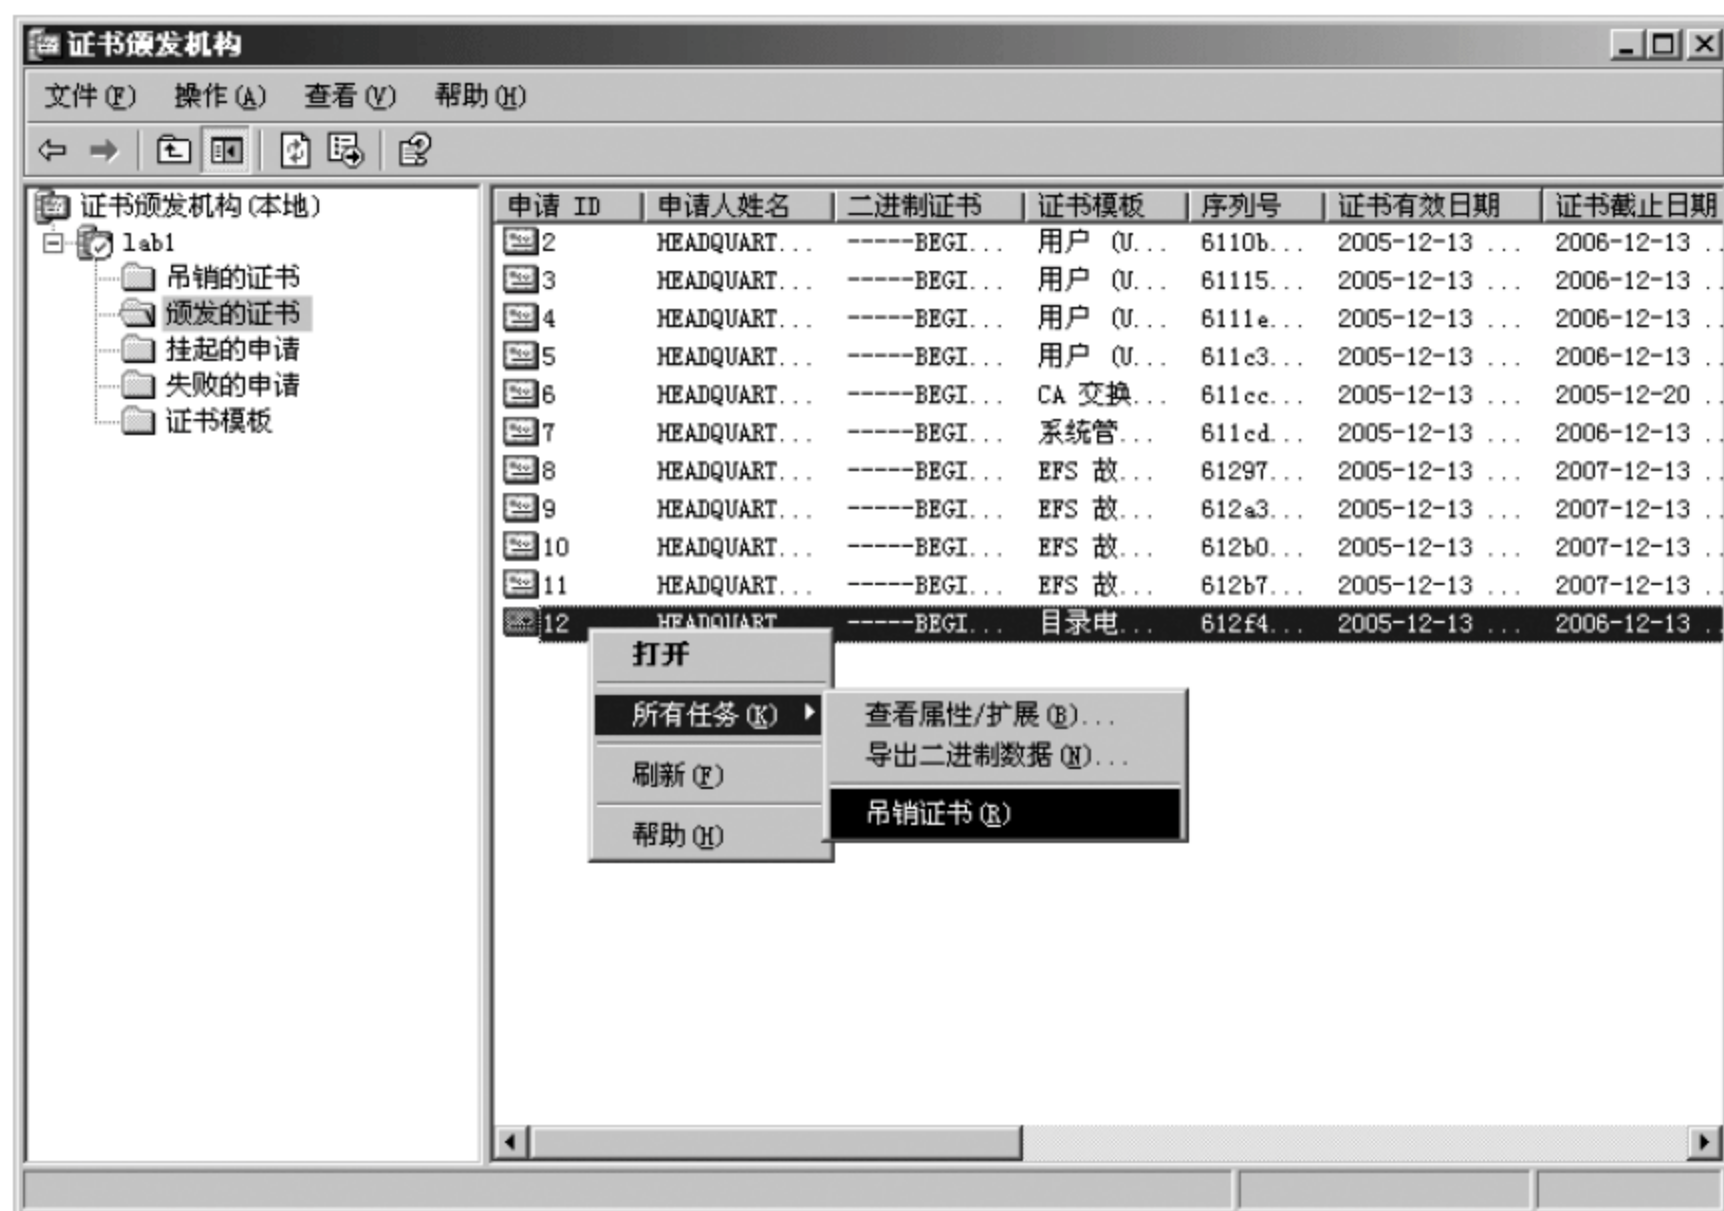 证书颁发机构
文件(F) 操作(A) 查看(V) 帮助(H)
证书颁发机构(本地)
lab1
吊销的证书
颁发的证书
挂起的申请
失败的申请
证书模板
申请 ID 申请人姓名 二进制证书 证书模板 序列号 证书有效日期 证书截止日期
2 HEADQUART... -----BEGI... 用户 (U... 6110b... 2005-12-13 ... 2006-12-13 ..
3 HEADQUART... -----BEGI... 用户 (U... 61115... 2005-12-13 ... 2006-12-13 ..
4 HEADQUART... -----BEGI... 用户 (U... 6111e... 2005-12-13 ... 2006-12-13 ..
5 HEADQUART... -----BEGI... 用户 (U... 611c3... 2005-12-13 ... 2006-12-13 ..
6 HEADQUART... -----BEGI... CA 交换... 611cc... 2005-12-13 ... 2005-12-20 ..
7 HEADQUART... -----BEGI... 系统管... 611cd... 2005-12-13 ... 2006-12-13 ..
8 HEADQUART... -----BEGI... EFS 故... 61297... 2005-12-13 ... 2007-12-13 ..
9 HEADQUART... -----BEGI... EFS 故... 612a3... 2005-12-13 ... 2007-12-13 ..
10 HEADQUART... -----BEGI... EFS 故... 612b0... 2005-12-13 ... 2007-12-13 ..
11 HEADQUART... -----BEGI... EFS 故... 612b7... 2005-12-13 ... 2007-12-13 ..
12 HEADQUART -----BEGI... 目录电... 612f4... 2005-12-13 ... 2006-12-13 ..
打开
所有任务(K)
刷新(F)
帮助(H)
查看属性/扩展(B)...
导出二进制数据(N)...
吊销证书(R)